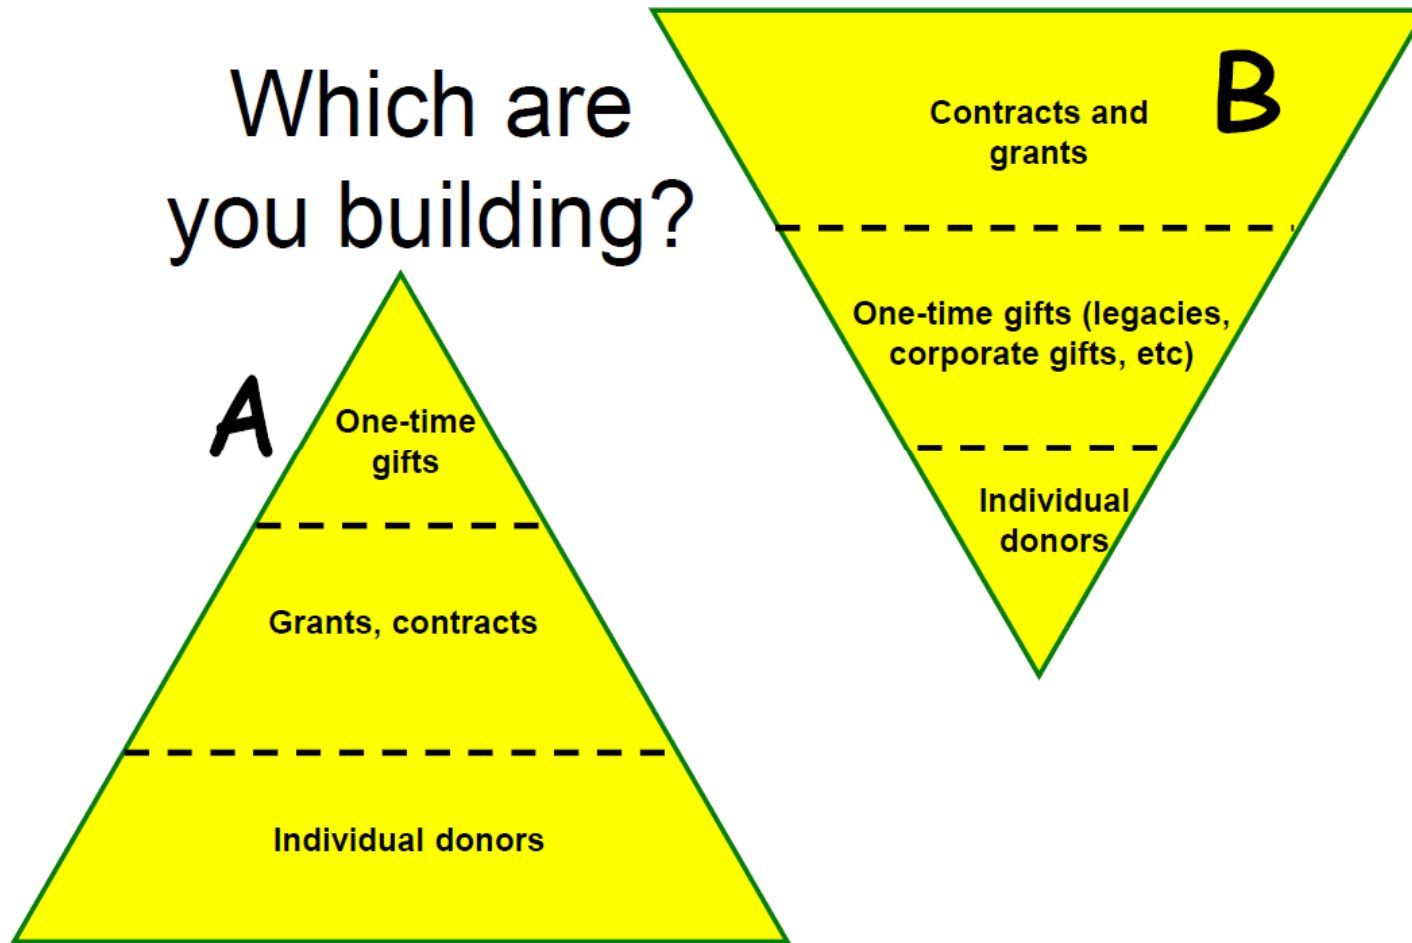 Which are
you building?
A
One-time
gifts
Grants, contracts
Individual donors
B
Contracts and
grants
One-time gifts (legacies,
corporate gifts, etc)
Individual
donors